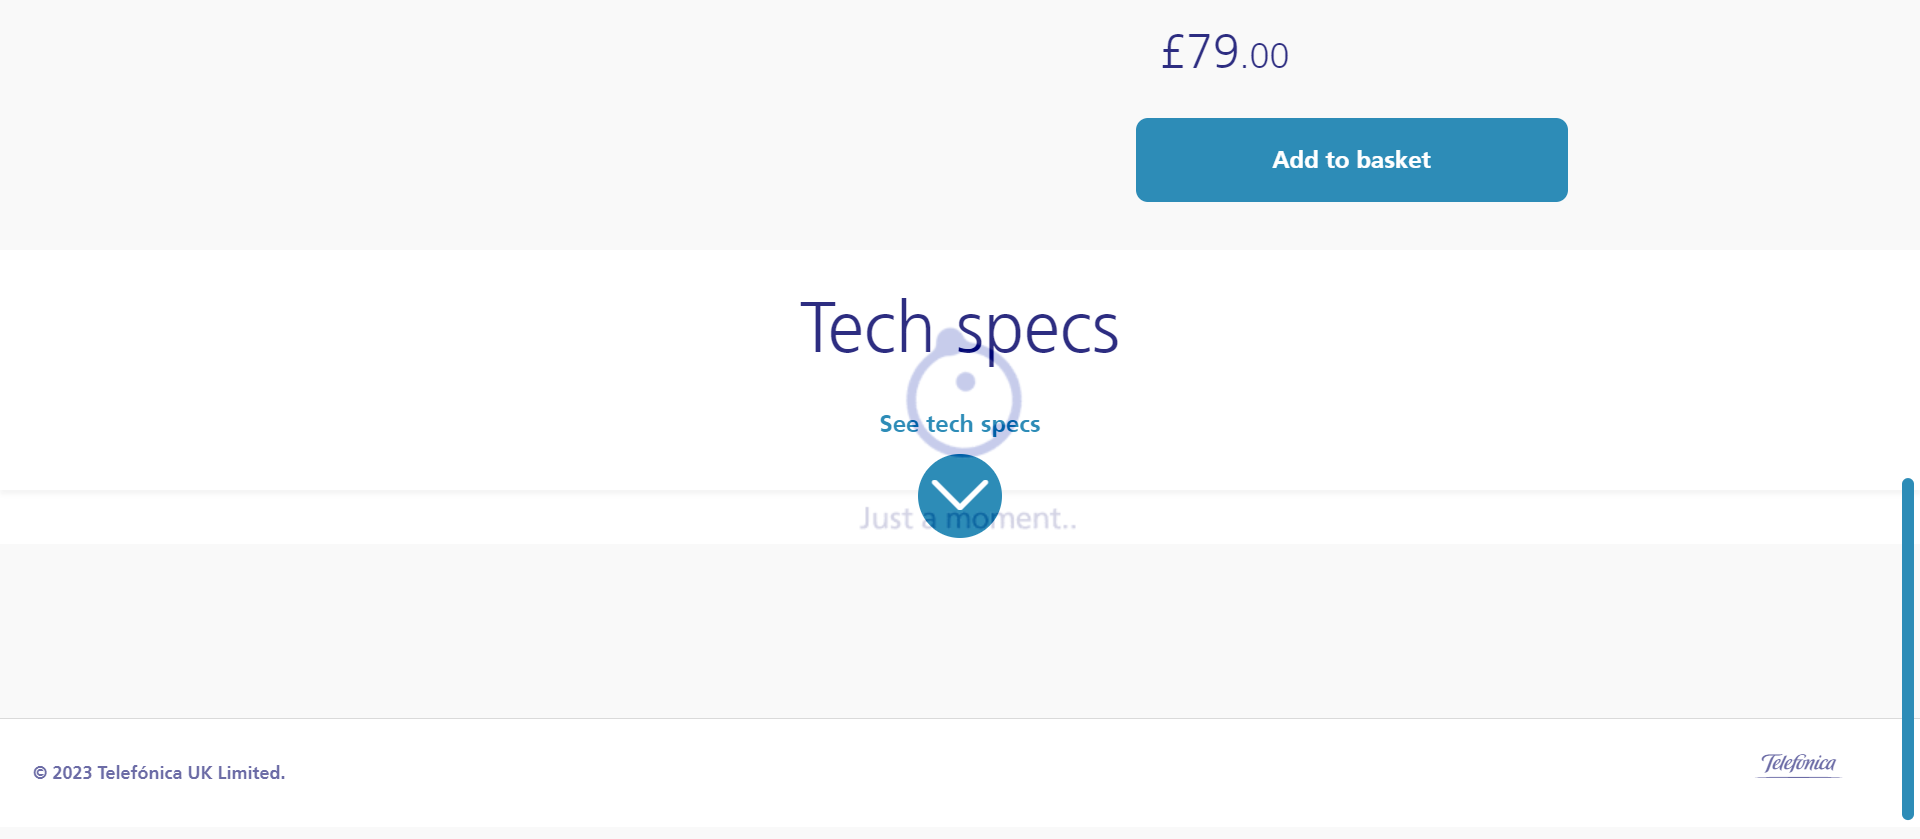 £79.00
Add to basket
Tech specs
See tech specs
Just a moment..
© 2023 Telefónica UK Limited.
Telefónica